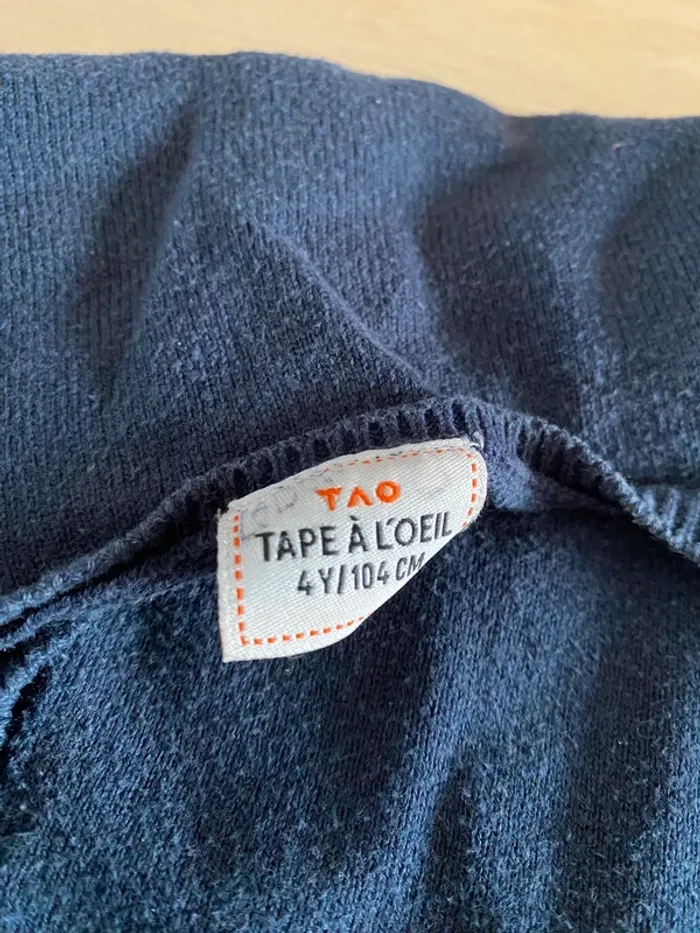 TAO
TAPE À L'OEIL
4Y/104 CM